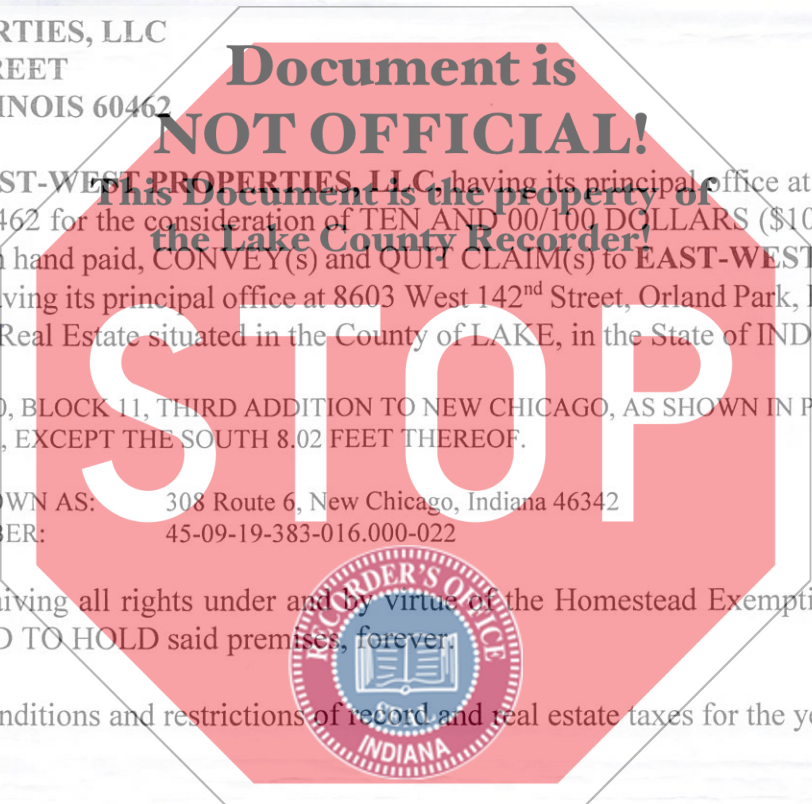 RTIES, LLC
REET
INOIS 60462
Document is
NOT OFFICIAL!
ST-WEST PROPERTIES, LLC, having its principal office at
This Document is the property of
462 for the consideration of TEN AND 00/100 DOLLARS ($10
the Lake County Recorder!
n hand paid, CONVEY(s) and QUIT CLAIM(s) to EAST-WEST
ving its principal office at 8603 West 142nd Street, Orland Park,
Real Estate situated in the County of LAKE, in the State of IND
STOP
0, BLOCK 11, THIRD ADDITION TO NEW CHICAGO, AS SHOWN IN P
, EXCEPT THE SOUTH 8.02 FEET THEREOF.
OWN AS: 308 Route 6, New Chicago, Indiana 46342
BER: 45-09-19-383-016.000-022
aiving all rights under and by virtue of the Homestead Exempti
D TO HOLD said premises, forever.
RECORDER'S OFFICE
SEAL
INDIANA
nditions and restrictions of record and real estate taxes for the ye